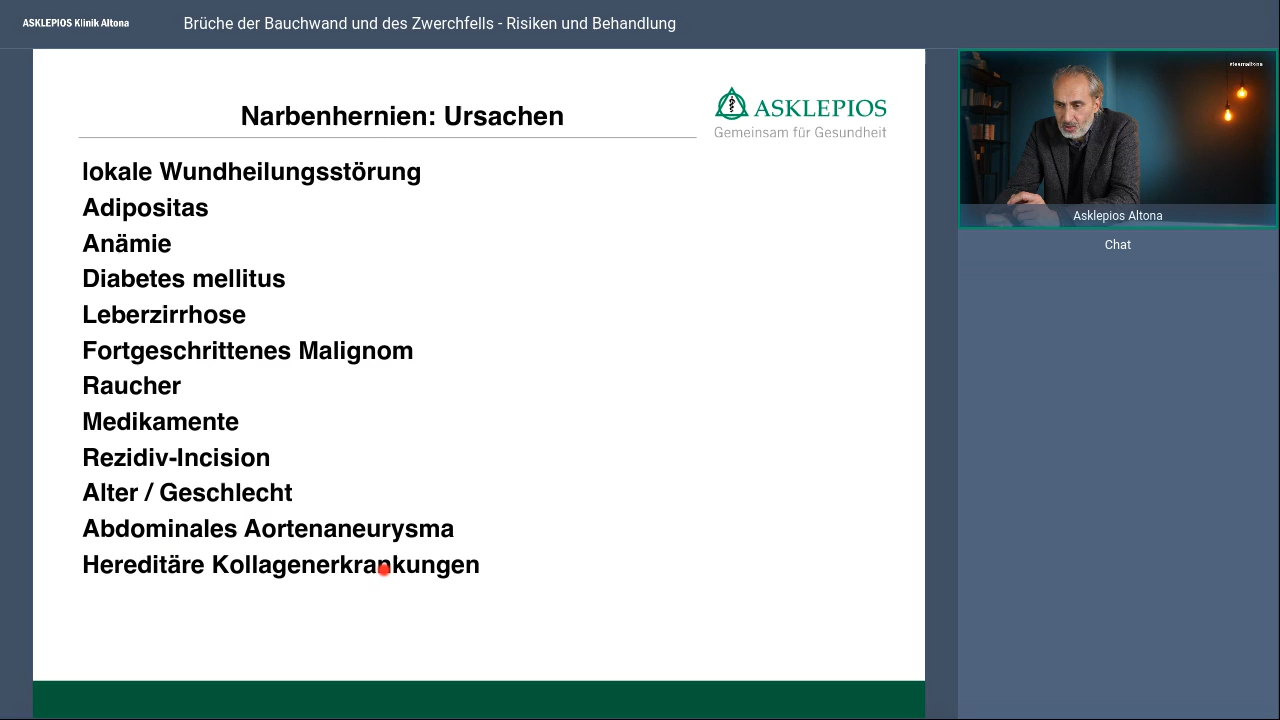 ASKLEPIOS Klinik Altona
Brüche der Bauchwand und des Zwerchfells - Risiken und Behandlung
Narbenhernien: Ursachen
ASKLEPIOS
Gemeinsam für Gesundheit
lokale Wundheilungsstörung
Adipositas
Anämie
Diabetes mellitus
Leberzirrhose
Fortgeschrittenes Malignom
Raucher
Medikamente
Rezidiv-Incision
Alter / Geschlecht
Abdominales Aortenaneurysma
Hereditäre Kollagenerkrankungen
#teamaltona
Asklepios Altona
Chat